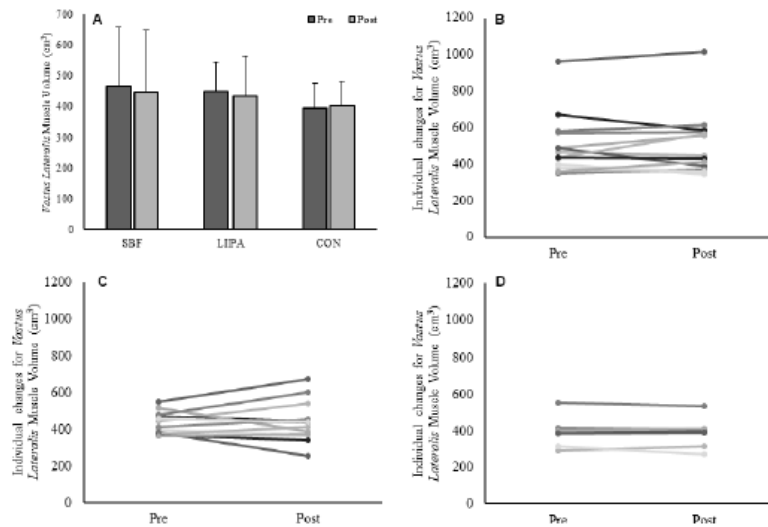 A
Pre Post
Vastus Lateralis Muscle Volume (cm³)
700
600
500
400
300
200
100
0
SBF LIPA CON
B
Individual changes for Vastus
Lateralis Muscle Volume (cm³)
1200
1000
800
600
400
200
0
Pre Post
C
Individual changes for Vastus
Lateralis Muscle Volume (cm³)
1200
1000
800
600
400
200
0
Pre Post
D
Individual changes for Vastus
Lateralis Muscle Volume (cm³)
1200
1000
800
600
400
200
0
Pre Post